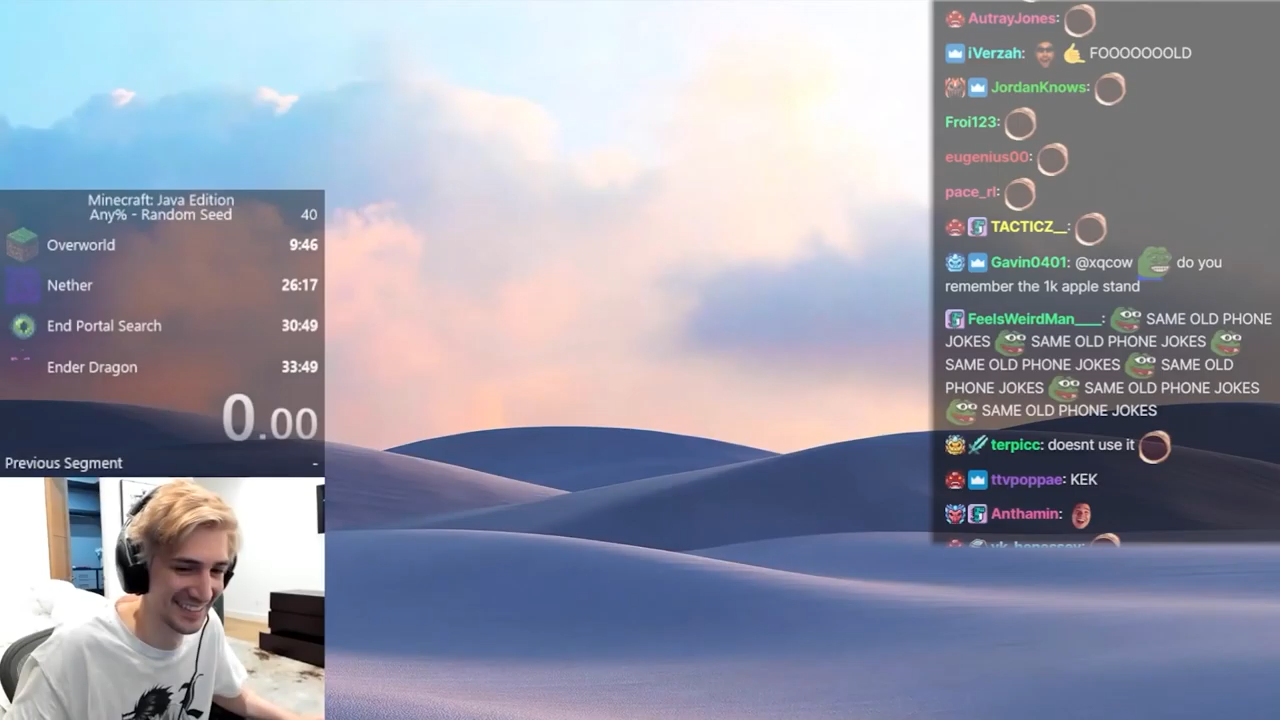 Minecraft: Java Edition
Any% - Random Seed 40
Overworld 9:46
Nether 26:17
End Portal Search 30:49
Ender Dragon 33:49
0.00
Previous Segment -
AutrayJones:
iVerzah: FOOOOOOOLD
JordanKnows:
Froi123:
eugenius00:
pace_rl:
TACTICZ__:
Gavin0401: @xqcow do you
remember the 1k apple stand
FeelsWeirdMan____: SAME OLD PHONE
JOKES SAME OLD PHONE JOKES
SAME OLD PHONE JOKES SAME OLD
PHONE JOKES SAME OLD PHONE JOKES
SAME OLD PHONE JOKES
terpicc: doesnt use it
ttvpoppae: KEK
Anthamin: